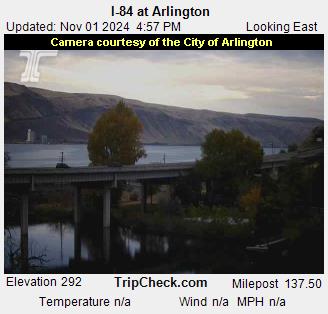 I-84 at Arlington
Updated: Nov 01 2024 4:57 PM Looking East
Camera courtesy of the City of Arlington
Elevation 292 TripCheck.com Milepost 137.50
Temperature n/a Wind n/a MPH n/a